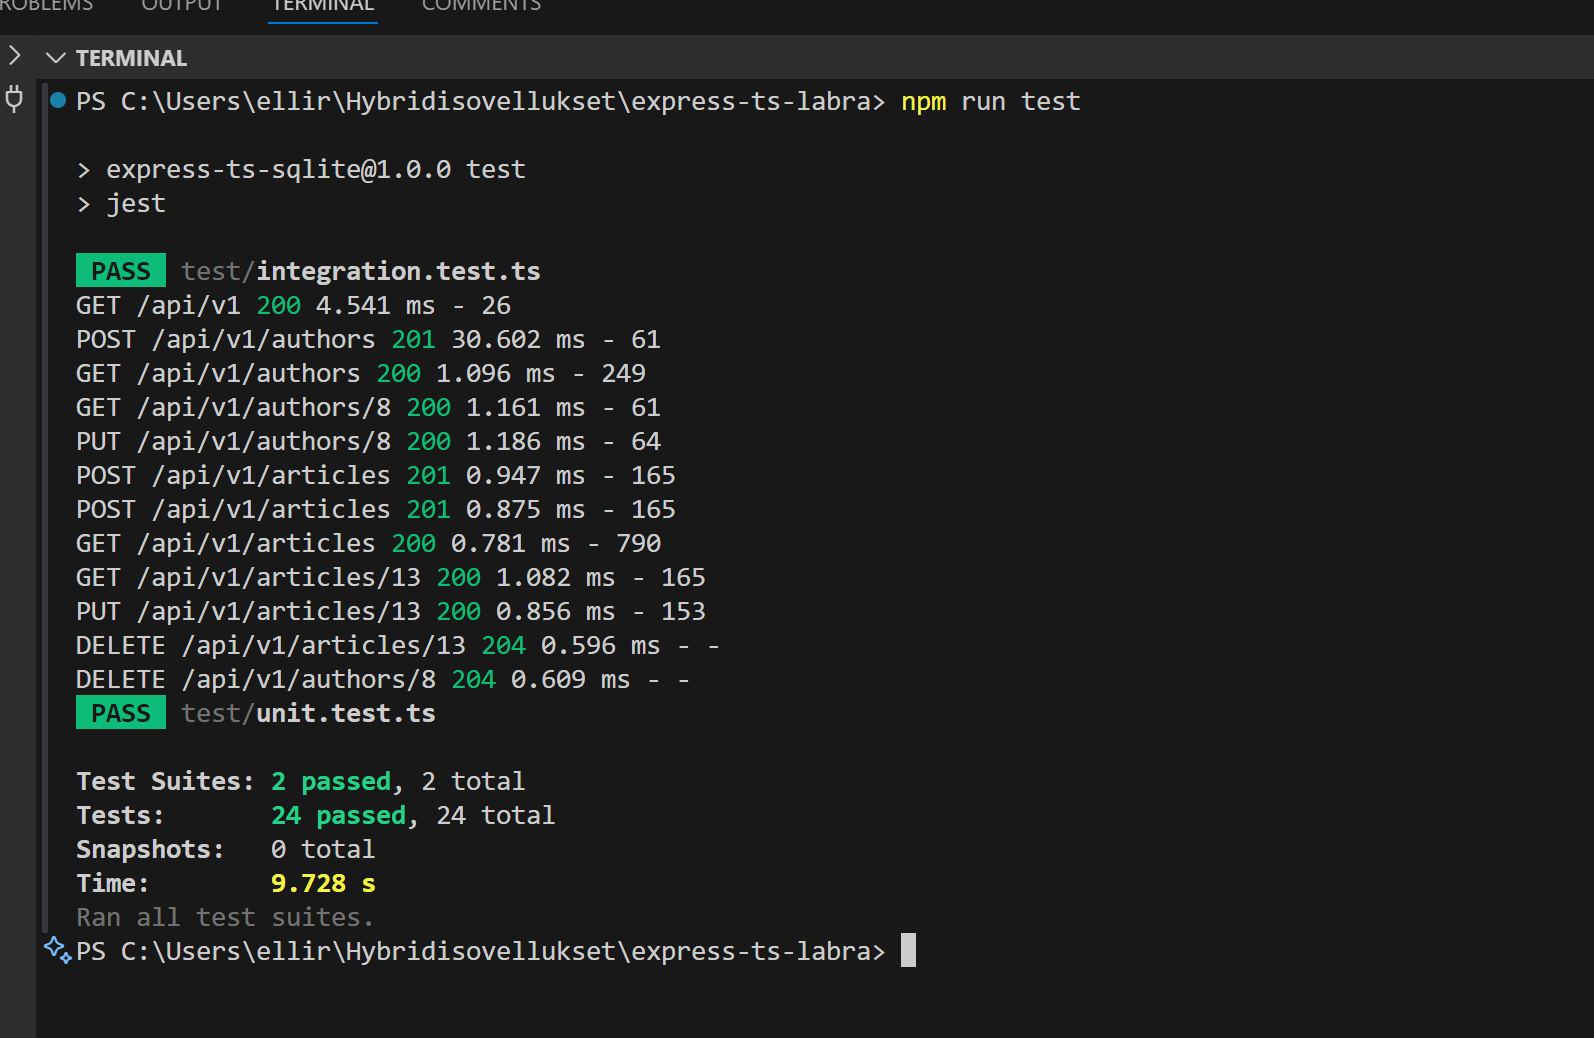 PROBLEMS OUTPUT TERMINAL COMMENTS
TERMINAL
PS C:\Users\ellir\Hybridisovellukset\express-ts-labra> npm run test
> express-ts-sqlite@1.0.0 test
> jest
PASS test/integration.test.ts
GET /api/v1 200 4.541 ms - 26
POST /api/v1/authors 201 30.602 ms - 61
GET /api/v1/authors 200 1.096 ms - 249
GET /api/v1/authors/8 200 1.161 ms - 61
PUT /api/v1/authors/8 200 1.186 ms - 64
POST /api/v1/articles 201 0.947 ms - 165
POST /api/v1/articles 201 0.875 ms - 165
GET /api/v1/articles 200 0.781 ms - 790
GET /api/v1/articles/13 200 1.082 ms - 165
PUT /api/v1/articles/13 200 0.856 ms - 153
DELETE /api/v1/articles/13 204 0.596 ms - -
DELETE /api/v1/authors/8 204 0.609 ms - -
PASS test/unit.test.ts
Test Suites: 2 passed, 2 total
Tests: 24 passed, 24 total
Snapshots: 0 total
Time: 9.728 s
Ran all test suites.
PS C:\Users\ellir\Hybridisovellukset\express-ts-labra>